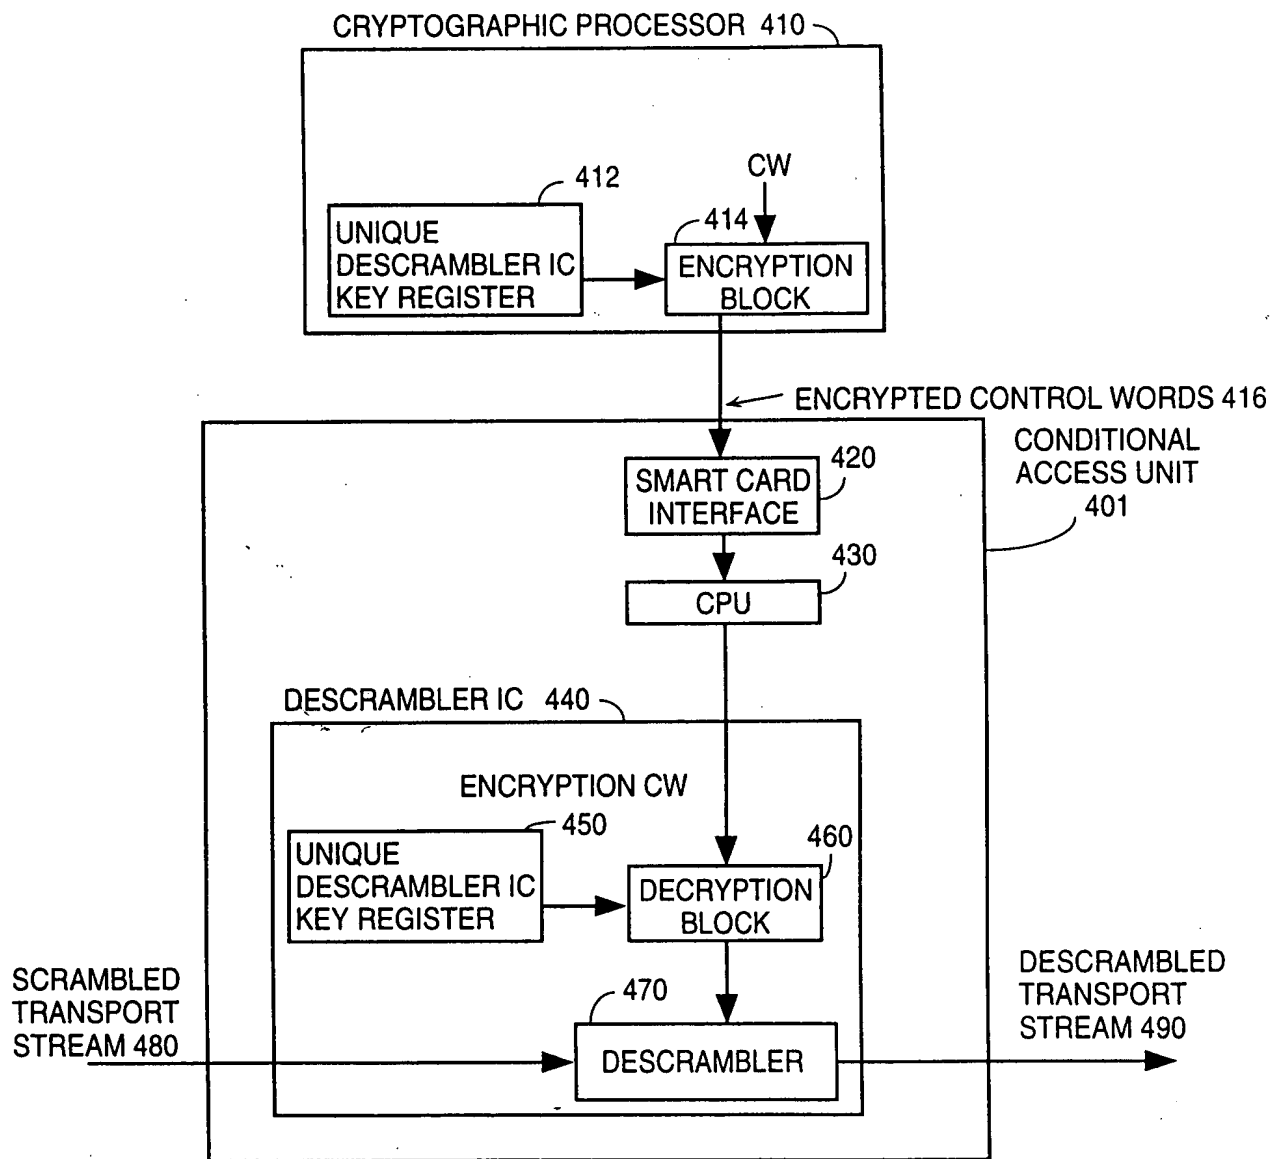 CRYPTOGRAPHIC PROCESSOR 410
CW
412
UNIQUE
DESCRAMBLER IC
KEY REGISTER
414
ENCRYPTION
BLOCK
ENCRYPTED CONTROL WORDS 416
CONDITIONAL
ACCESS UNIT
401
SMART CARD
INTERFACE
420
CPU
430
DESCRAMBLER IC 440
ENCRYPTION CW
450
UNIQUE
DESCRAMBLER IC
KEY REGISTER
460
DECRYPTION
BLOCK
SCRAMBLED
TRANSPORT
STREAM 480
470
DESCRAMBLER
DESCRAMBLED
TRANSPORT
STREAM 490